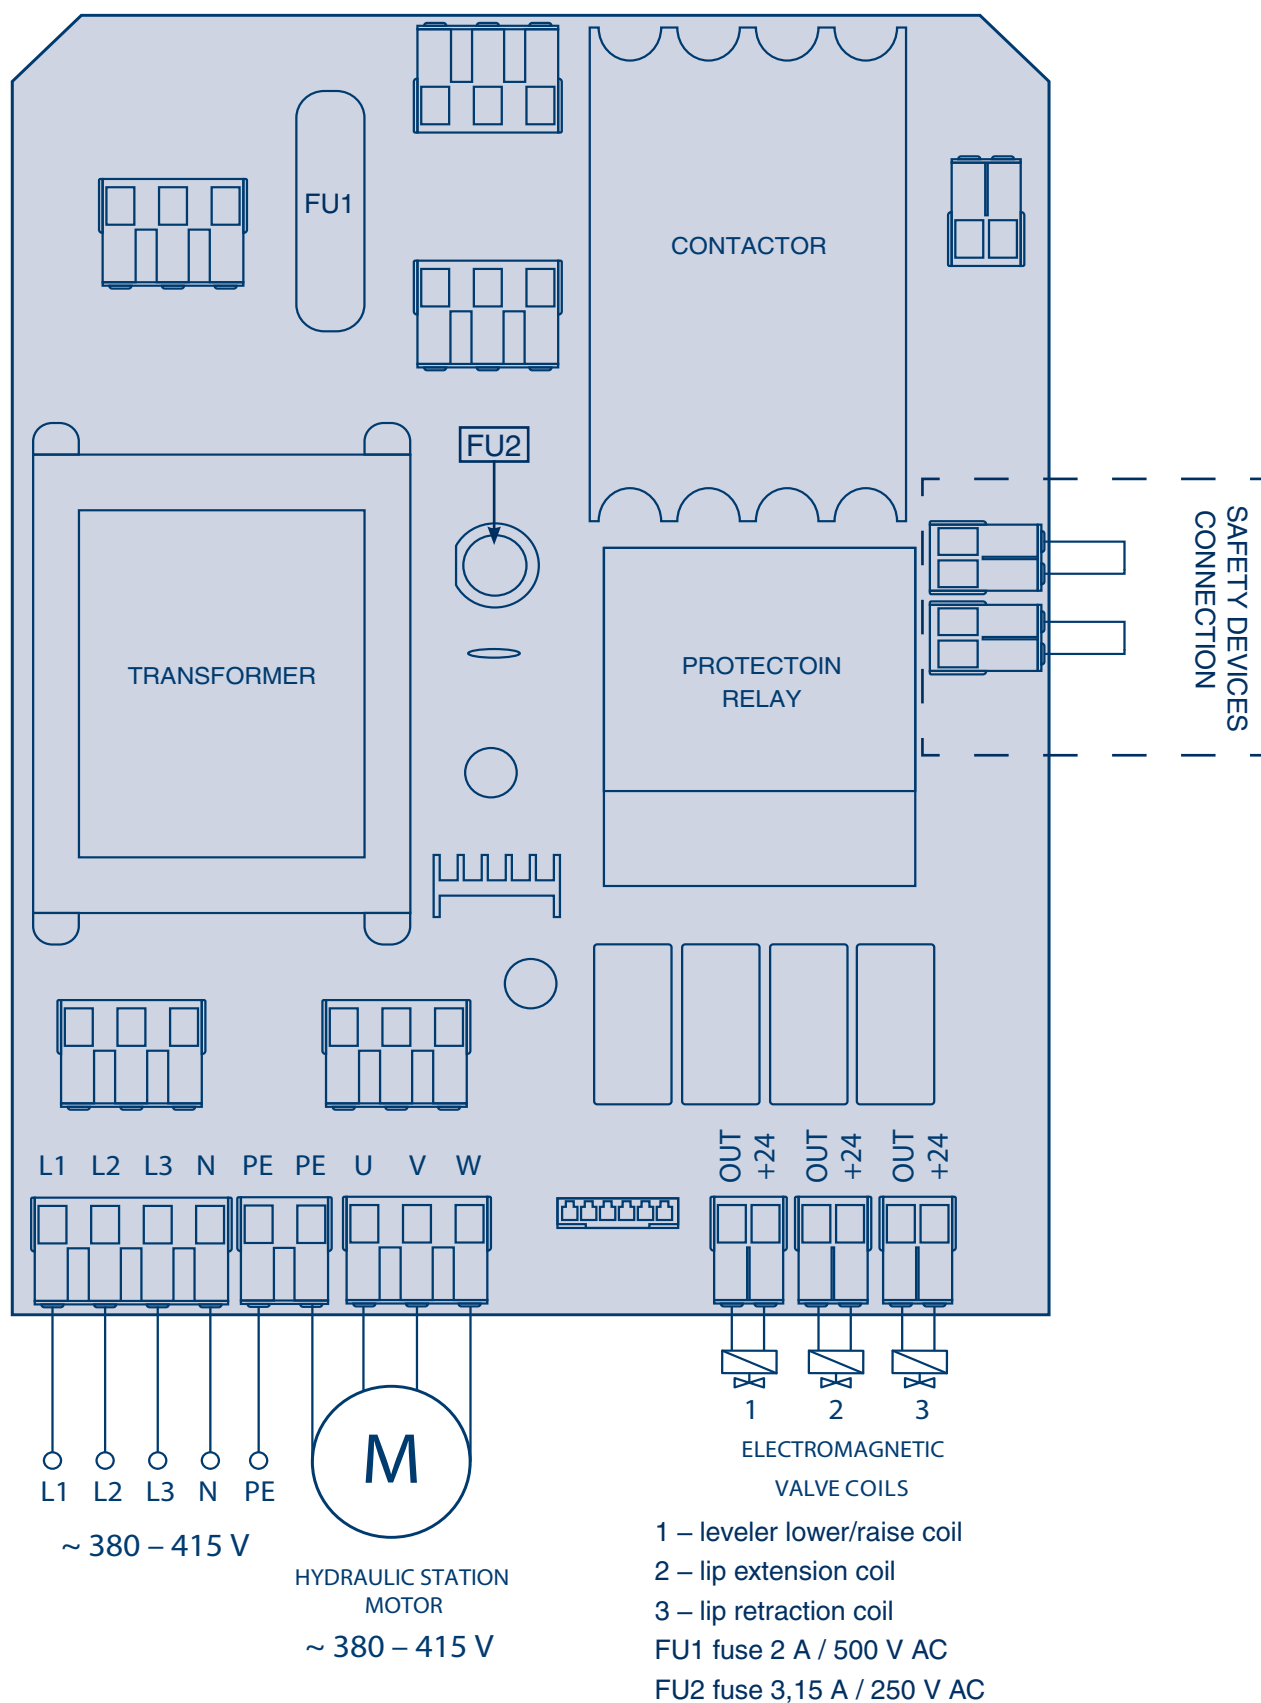 FU1
CONTACTOR
FU2
TRANSFORMER
PROTECTOIN
RELAY
SAFETY DEVICES
CONNECTION
L1 L2 L3 N PE PE U V W
OUT
+24
OUT
+24
OUT
+24
M
1 2 3
L1 L2 L3 N PE
~ 380 – 415 V
ELECTROMAGNETIC
VALVE COILS
HYDRAULIC STATION
MOTOR
~ 380 – 415 V
1 – leveler lower/raise coil
2 – lip extension coil
3 – lip retraction coil
FU1 fuse 2 A / 500 V AC
FU2 fuse 3,15 A / 250 V AC